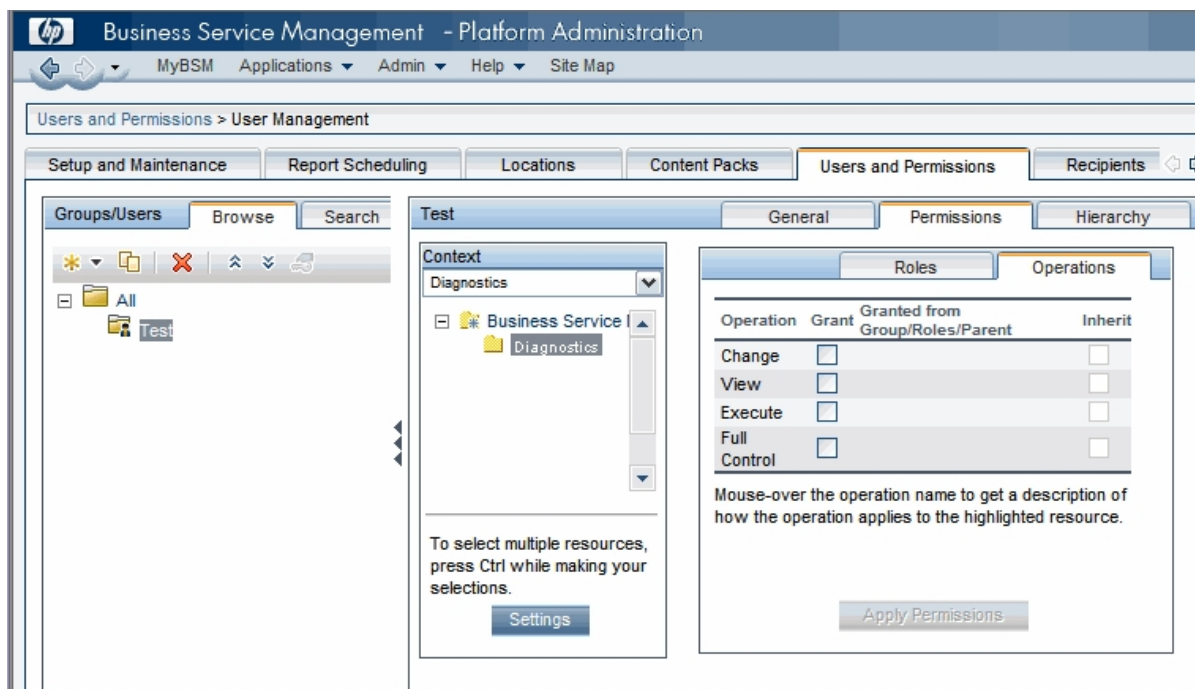 hp Business Service Management - Platform Administration
MyBSM Applications Admin Help Site Map
Users and Permissions > User Management
Setup and Maintenance Report Scheduling Locations Content Packs Users and Permissions Recipients
Groups/Users Browse Search
All
Test
Test General Permissions Hierarchy
Context
Diagnostics
Business Service
Diagnostics
To select multiple resources,
press Ctrl while making your
selections.
Settings
Roles Operations
Operation Grant Granted from
Group/Roles/Parent Inherit
Change
View
Execute
Full
Control
Mouse-over the operation name to get a description of
how the operation applies to the highlighted resource.
Apply Permissions